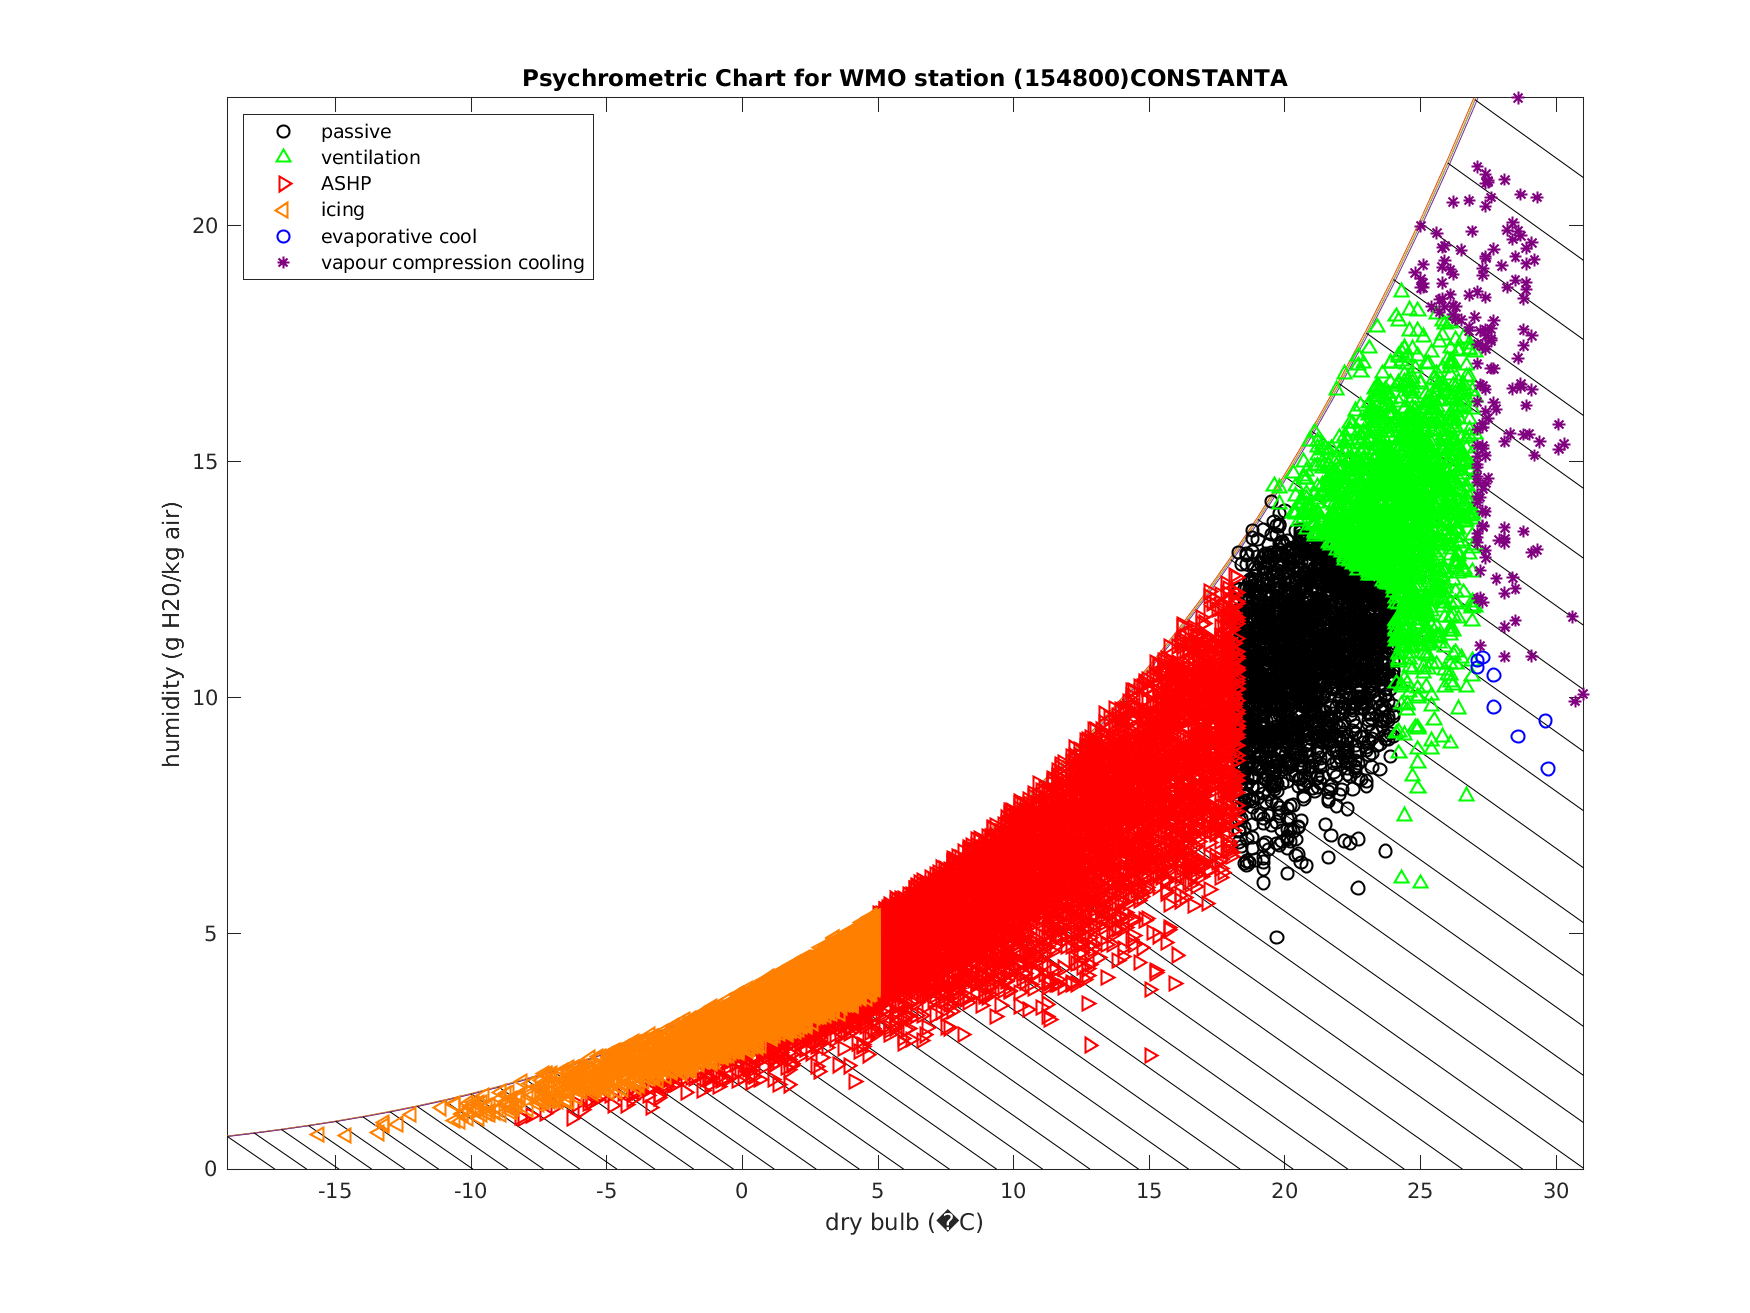 Psychrometric Chart for WMO station (154800)CONSTANTA
passive
ventilation
ASHP
icing
evaporative cool
vapour compression cooling
humidity (g H20/kg air)
20
15
10
5
0
-15 -10 -5 0 5 10 15 20 25 30
dry bulb (�C)